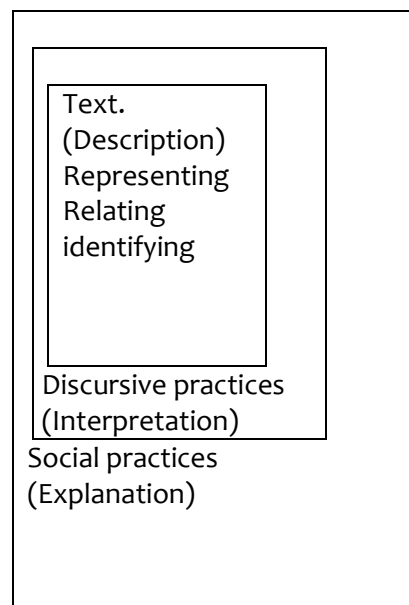 Text.
(Description)
Representing
Relating
identifying
Discursive practices
(Interpretation)
Social practices
(Explanation)